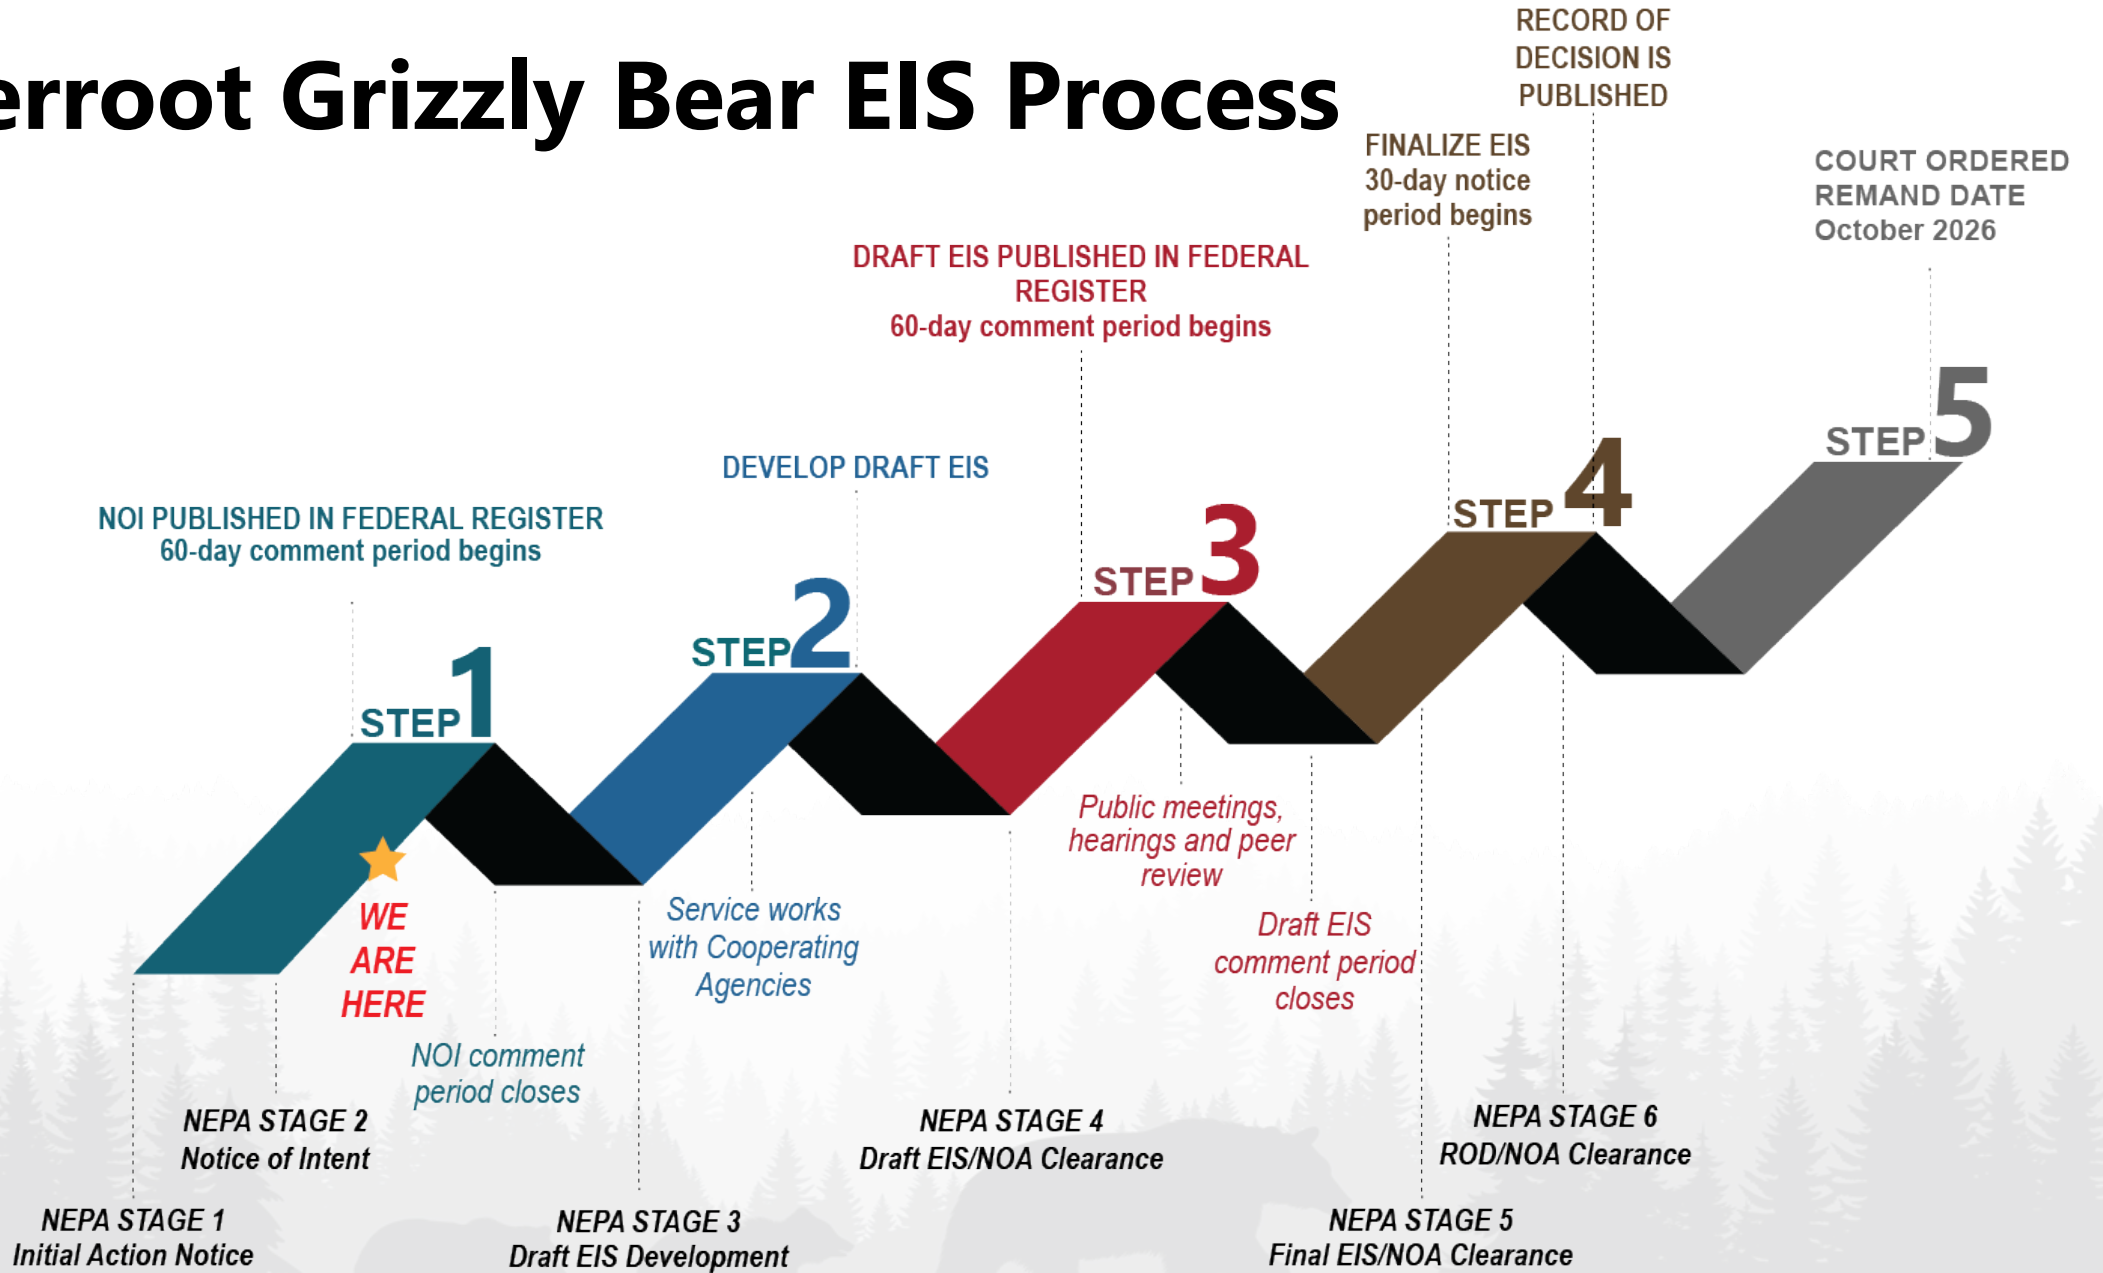 erroot Grizzly Bear EIS Process
RECORD OF
DECISION IS
PUBLISHED
FINALIZE EIS
30-day notice
period begins
COURT ORDERED
REMAND DATE
October 2026
DRAFT EIS PUBLISHED IN FEDERAL
REGISTER
60-day comment period begins
DEVELOP DRAFT EIS
NOI PUBLISHED IN FEDERAL REGISTER
60-day comment period begins
STEP 1
STEP 2
STEP 3
STEP 4
STEP 5
WE
ARE
HERE
NOI comment
period closes
Service works
with Cooperating
Agencies
Public meetings,
hearings and peer
review
Draft EIS
comment period
closes
NEPA STAGE 1
Initial Action Notice
NEPA STAGE 2
Notice of Intent
NEPA STAGE 3
Draft EIS Development
NEPA STAGE 4
Draft EIS/NOA Clearance
NEPA STAGE 5
Final EIS/NOA Clearance
NEPA STAGE 6
ROD/NOA Clearance